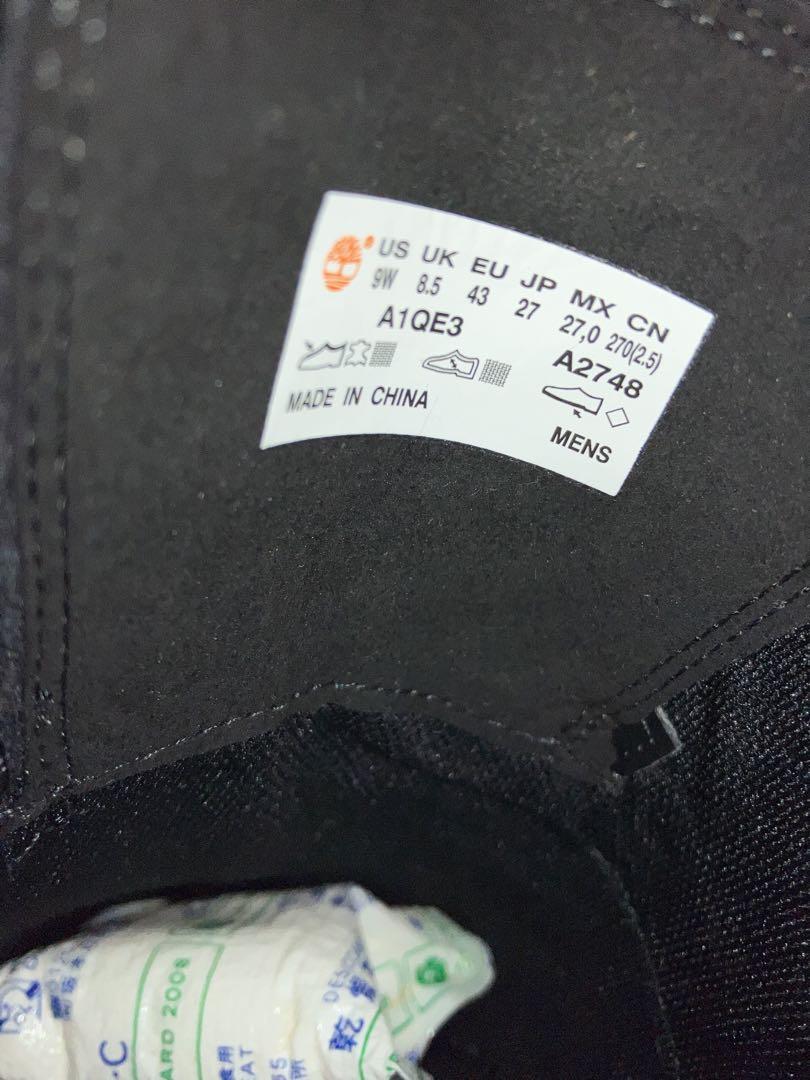 US UK EU JP MX CN
9W 8.5 43 27 27,0 270(2.5)
A1QE3 A2748
MADE IN CHINA
MENS
ARD 2008
乾